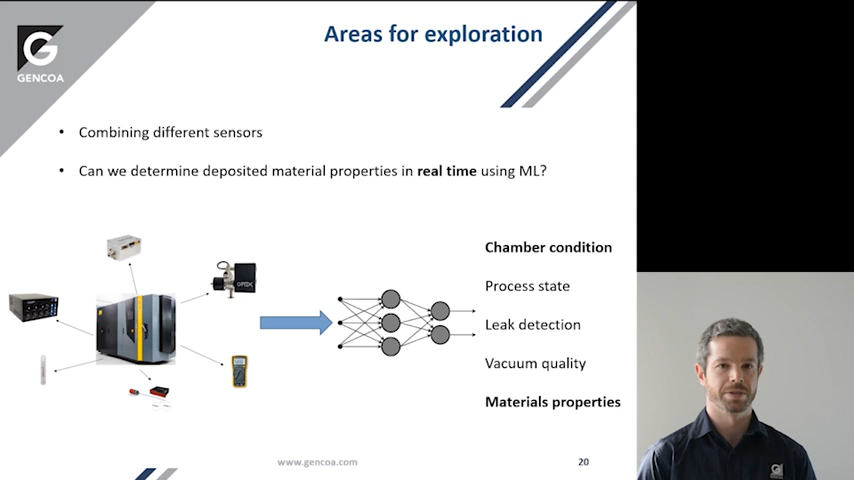 GENCOA
Areas for exploration
• Combining different sensors
• Can we determine deposited material properties in real time using ML?
OPTIX
Chamber condition
Process state
Leak detection
Vacuum quality
Materials properties
www.gencoa.com
20